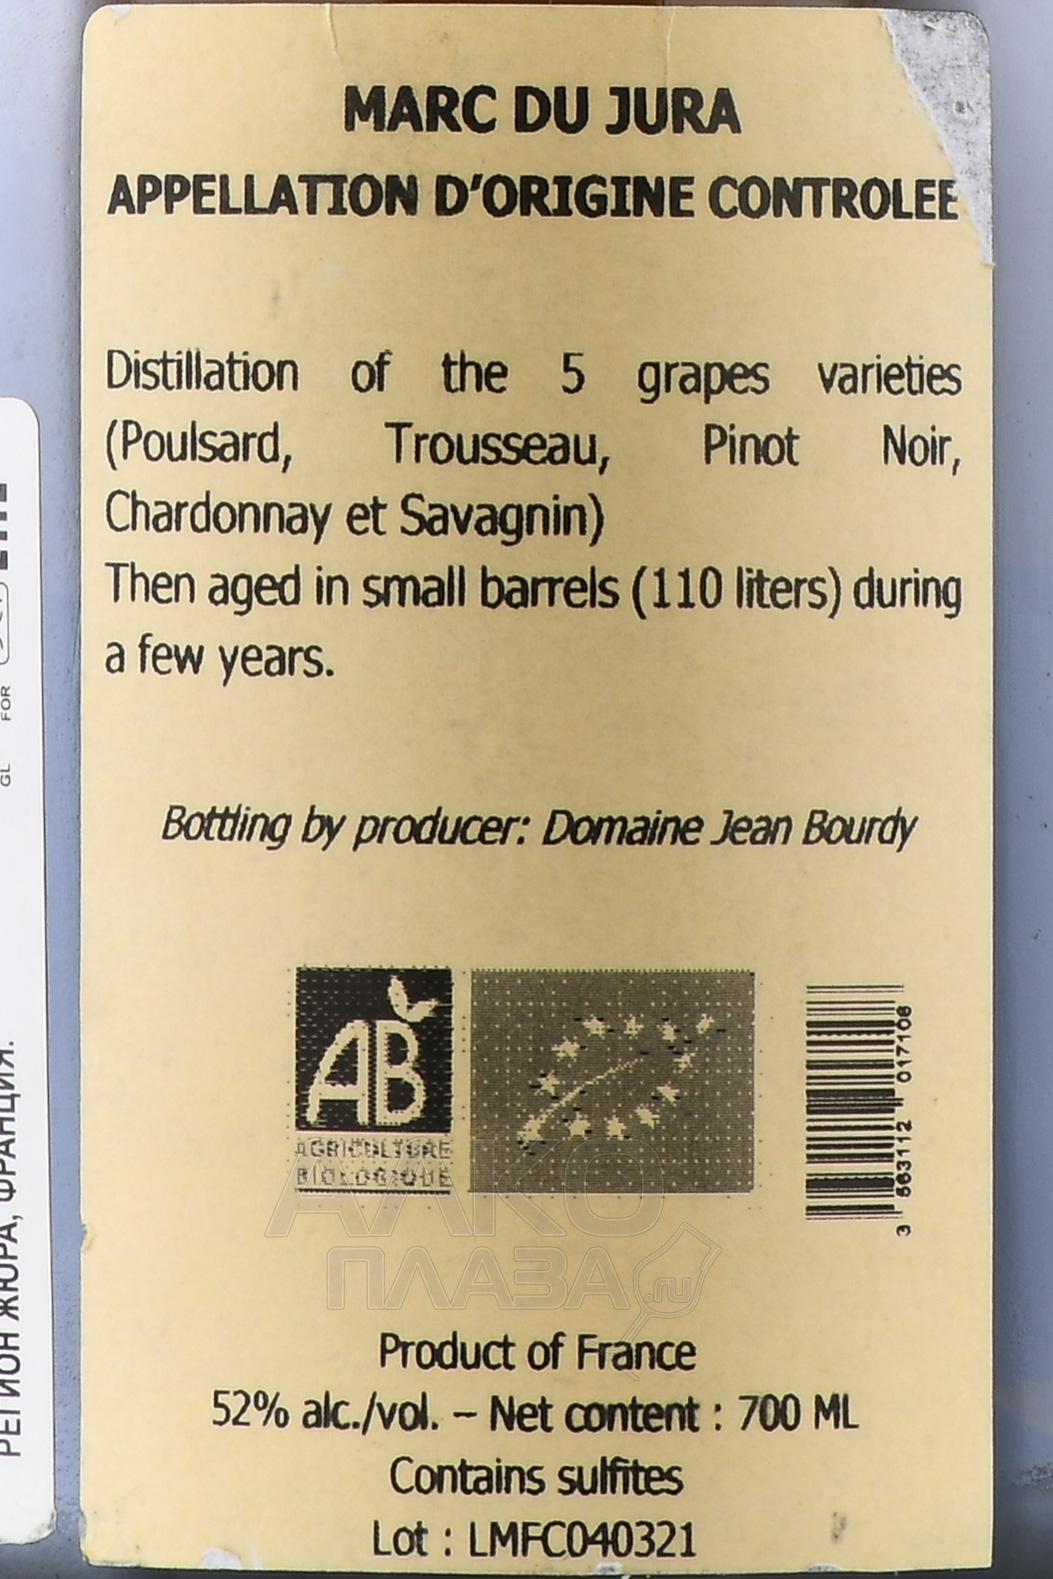 MARC DU JURA
APPELLATION D'ORIGINE CONTROLEE
Distillation of the 5 grapes varieties
(Poulsard, Trousseau, Pinot Noir,
Chardonnay et Savagnin)
Then aged in small barrels (110 liters) during
a few years.
Bottling by producer: Domaine Jean Bourdy
AB
AGRICULTURE
BIOLOGIQUE
3 563112 017106
АЛКО
ПЛАЗА
.ru
Product of France
52% alc./vol. – Net content : 700 ML
Contains sulfites
Lot : LMFC040321
GL FOR
РЕГИОН ЖЮРА, ФРАНЦИЯ.